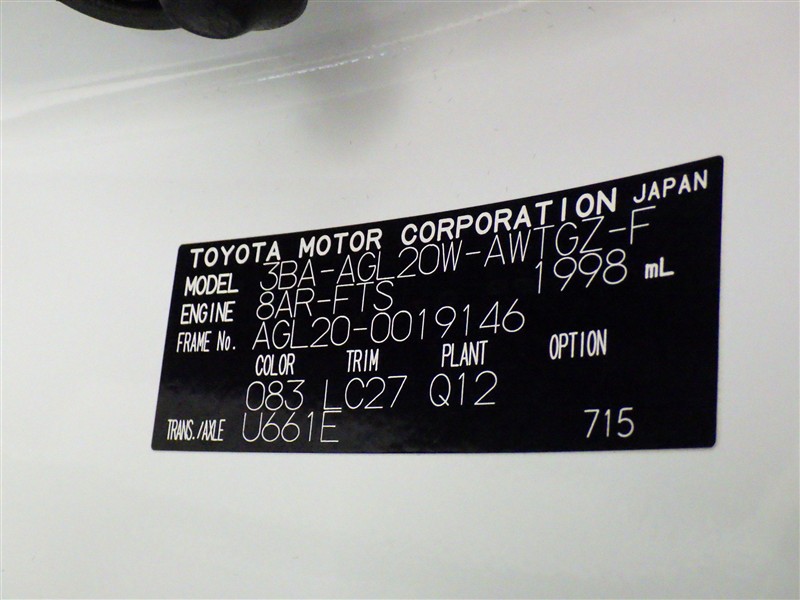 TOYOTA MOTOR CORPORATION JAPAN
MODEL 3BA-AGL20W-AWTGZ-F
ENGINE 8AR-FTS 1998 mL
FRAME No. AGL20-0019146
COLOR TRIM PLANT OPTION
083 LC27 Q12
TRANS./AXLE U661E 715